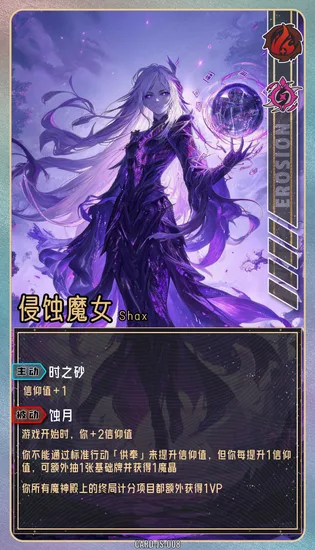 EROSION
侵蚀魔女 Shax
主动 时之砂
信仰值+1
被动 蚀月
游戏开始时，你+2信仰值
你不能通过标准行动「供奉」来提升信仰值，但你每提升1信仰
值，可额外抽1张基础牌并获得1魔晶
你所有魔神殿上的终局计分项目都额外获得1VP